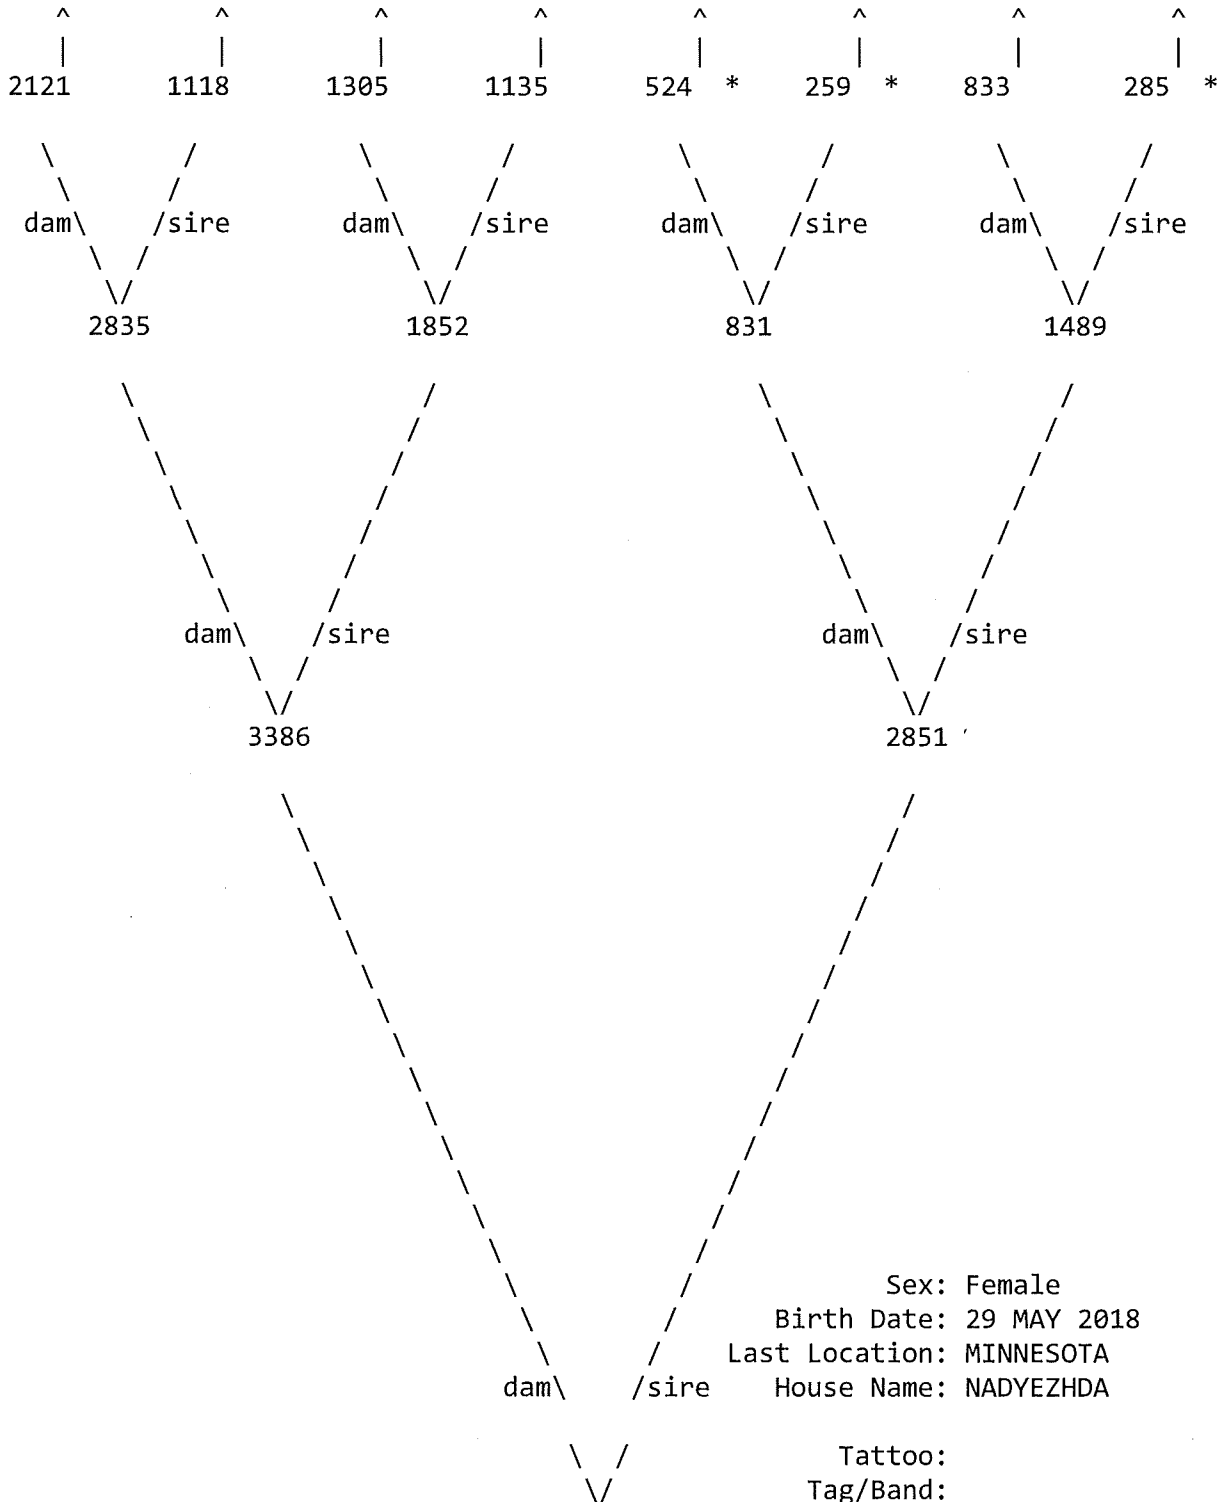 ^ ^ ^ ^ ^ ^ ^ ^
| | | | | | | |
2121 1118 1305 1135 524 * 259 * 833 285 *
\ / \ / \ / \ /
\ / \ / \ / \ /
dam\ /sire dam\ /sire dam\ /sire dam\ /sire
\ / \ / \ / \ /
\/ \/ \/ \/
2835 1852 831 1489
\ / \ /
\ / \ /
\ / \ /
\ / \ /
\ / \ /
\ / \ /
\ / \ /
dam\ /sire dam\ /sire
\ / \ /
\/ \/
3386 2851
\ /
\ /
\ /
\ /
\ /
\ /
\ /
\ /
\ /
\ /
\ /
\ /
\ /
\ /
\ / Sex: Female
\ / Birth Date: 29 MAY 2018
\ / Last Location: MINNESOTA
dam\ /sire House Name: NADYEZHDA
\ / Tattoo:
\/ Tag/Band: